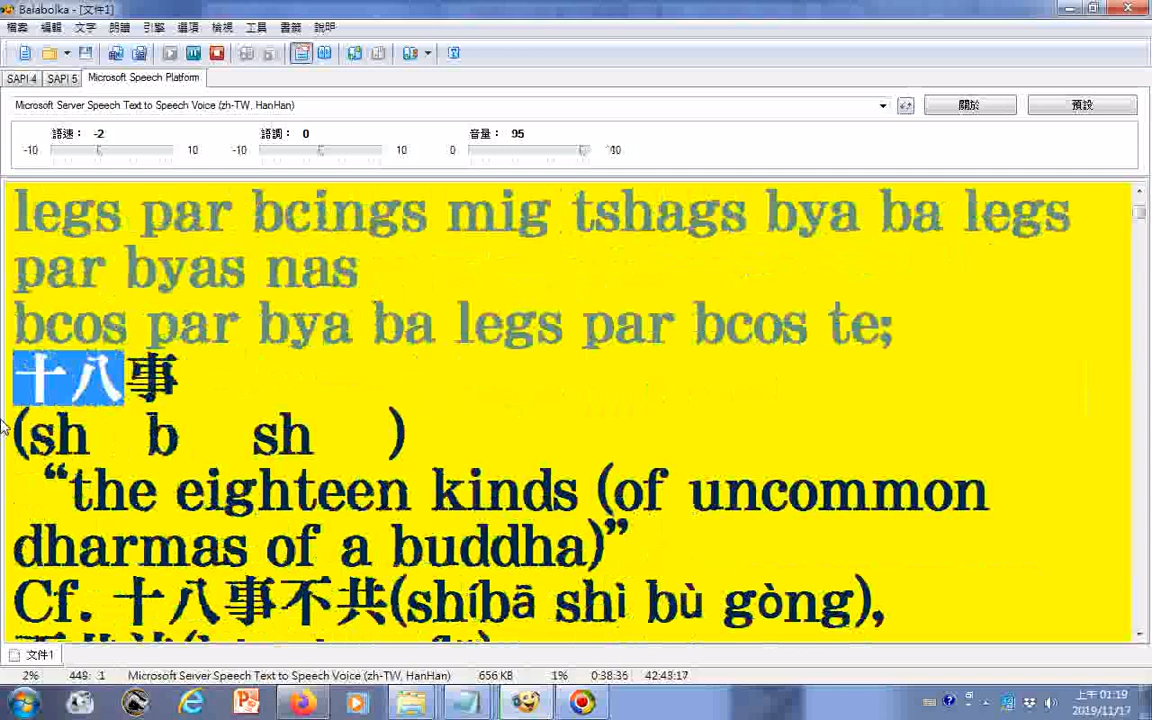 Balabolka - [文件1]
檔案 編輯 文字 朗讀 引擎 選項 檢視 工具 書籤 說明
SAPI 4 SAPI 5 Microsoft Speech Platform
Microsoft Server Speech Text to Speech Voice (zh-TW, HanHan) 關於 預設
語速： -2 語調： 0 音量： 95
-10 10 -10 10 0
legs par bcings mig tshags bya ba legs
par byas nas
bcos par bya ba legs par bcos te;
十八事
(sh b sh )
“the eighteen kinds (of uncommon
dharmas of a buddha)”
Cf. 十八事不共(shíbā shì bù gòng),
文件1
2% 448: 1 Microsoft Server Speech Text to Speech Voice (zh-TW, HanHan) 656 KB 1% 0:38:36 42:43:17
上午 01:19
2019/11/17